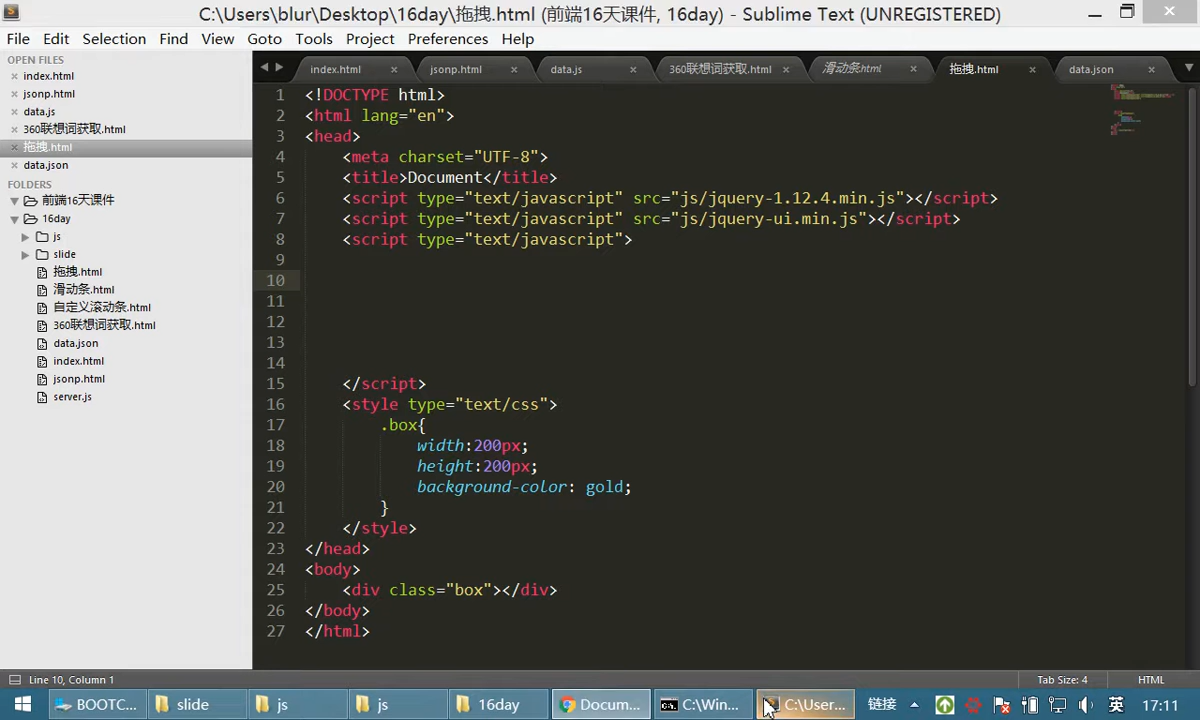 C:\Users\blur\Desktop\16day\拖拽.html (前端16天课件, 16day) - Sublime Text (UNREGISTERED)
File Edit Selection Find View Goto Tools Project Preferences Help
OPEN FILES
index.html
jsonp.html
data.js
360联想词获取.html
拖拽.html
data.json
FOLDERS
前端16天课件
16day
js
slide
拖拽.html
滑动条.html
自定义滚动条.html
360联想词获取.html
data.json
index.html
jsonp.html
server.js
index.html jsonp.html data.js 360联想词获取.html 滑动条.html 拖拽.html data.json
1 <!DOCTYPE html>
2 <html lang="en">
3 <head>
4 <meta charset="UTF-8">
5 <title>Document</title>
6 <script type="text/javascript" src="js/jquery-1.12.4.min.js"></script>
7 <script type="text/javascript" src="js/jquery-ui.min.js"></script>
8 <script type="text/javascript">
9
10
11
12
13
14
15 </script>
16 <style type="text/css">
17 .box{
18 width:200px;
19 height:200px;
20 background-color: gold;
21 }
22 </style>
23 </head>
24 <body>
25 <div class="box"></div>
26 </body>
27 </html>
Line 10, Column 1 Tab Size: 4 HTML
BOOTC... slide js js 16day Docum... C:\Win... C:\User... 链接 英 17:11